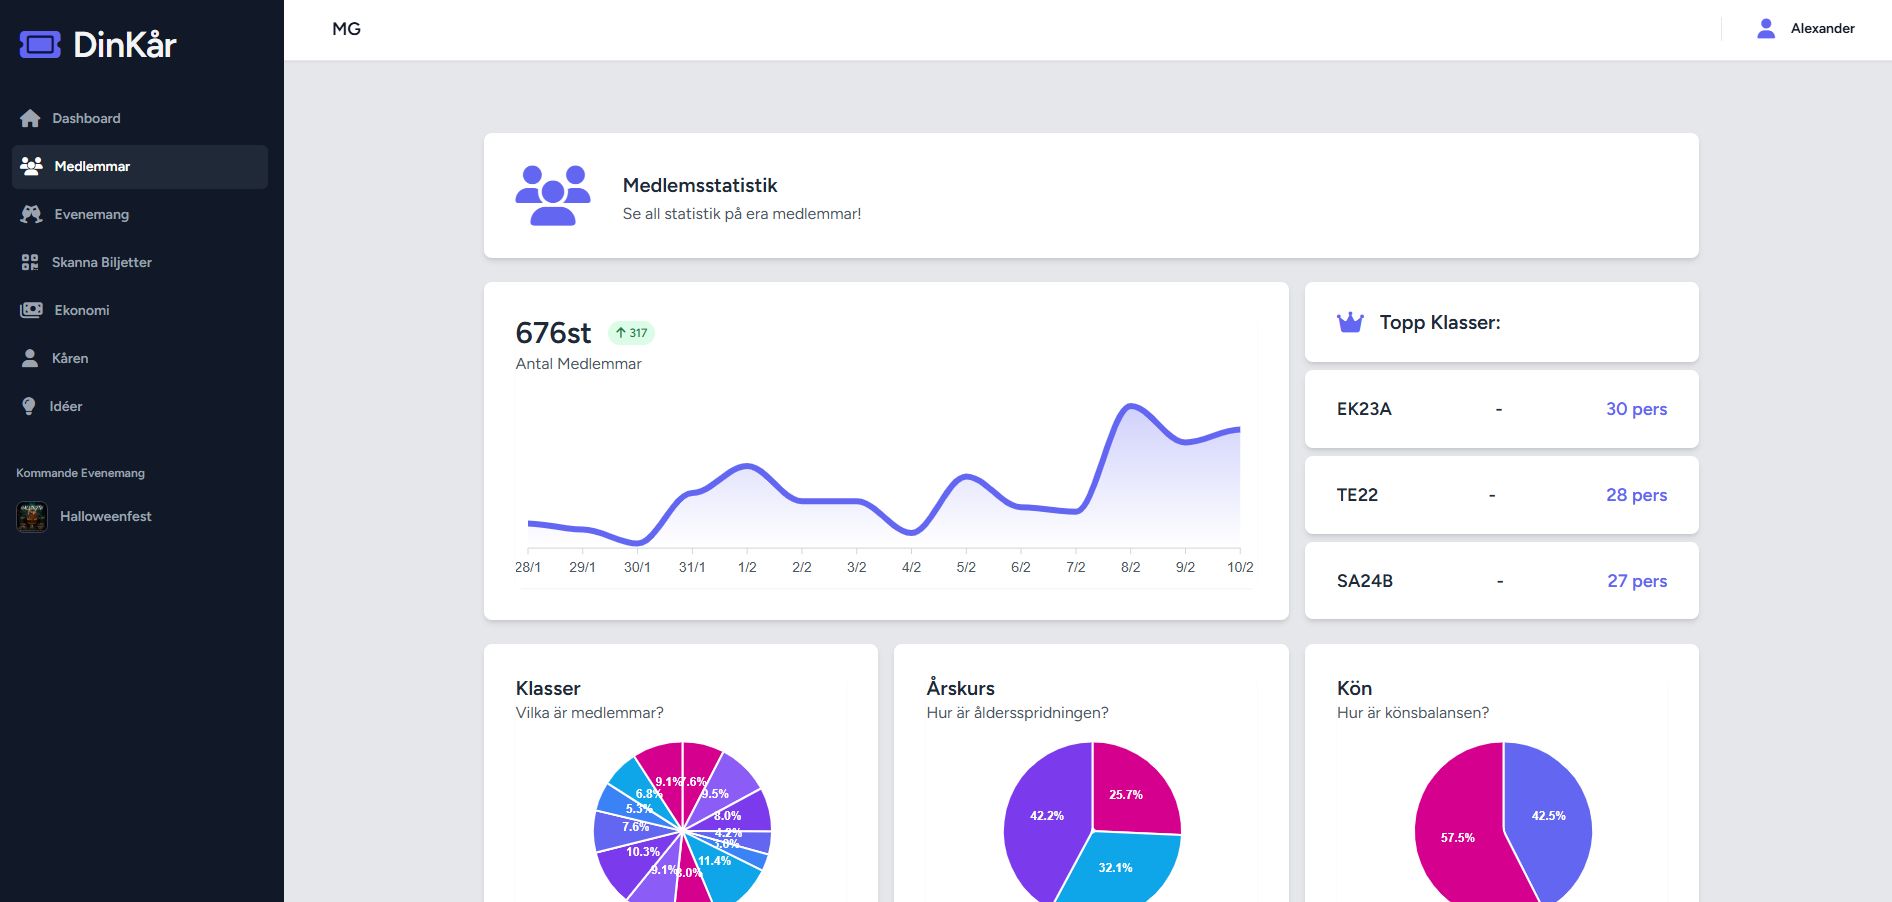 DinKår
MG
Alexander
Dashboard
Medlemmar
Evenemang
Skanna Biljetter
Ekonomi
Kåren
Idéer
Kommande Evenemang
Halloweenfest
Medlemsstatistik
Se all statistik på era medlemmar!
676st 317
Antal Medlemmar
28/1 29/1 30/1 31/1 1/2 2/2 3/2 4/2 5/2 6/2 7/2 8/2 9/2 10/2
Topp Klasser:
EK23A - 30 pers
TE22 - 28 pers
SA24B - 27 pers
Klasser
Vilka är medlemmar?
9.1% 7.6%
6.8% 9.5%
5.3% 8.0%
7.6% 4.2%
10.3% 11.4%
9.1%
Årskurs
Hur är åldersspridningen?
25.7%
42.2%
32.1%
Kön
Hur är könsbalansen?
42.5%
57.5%